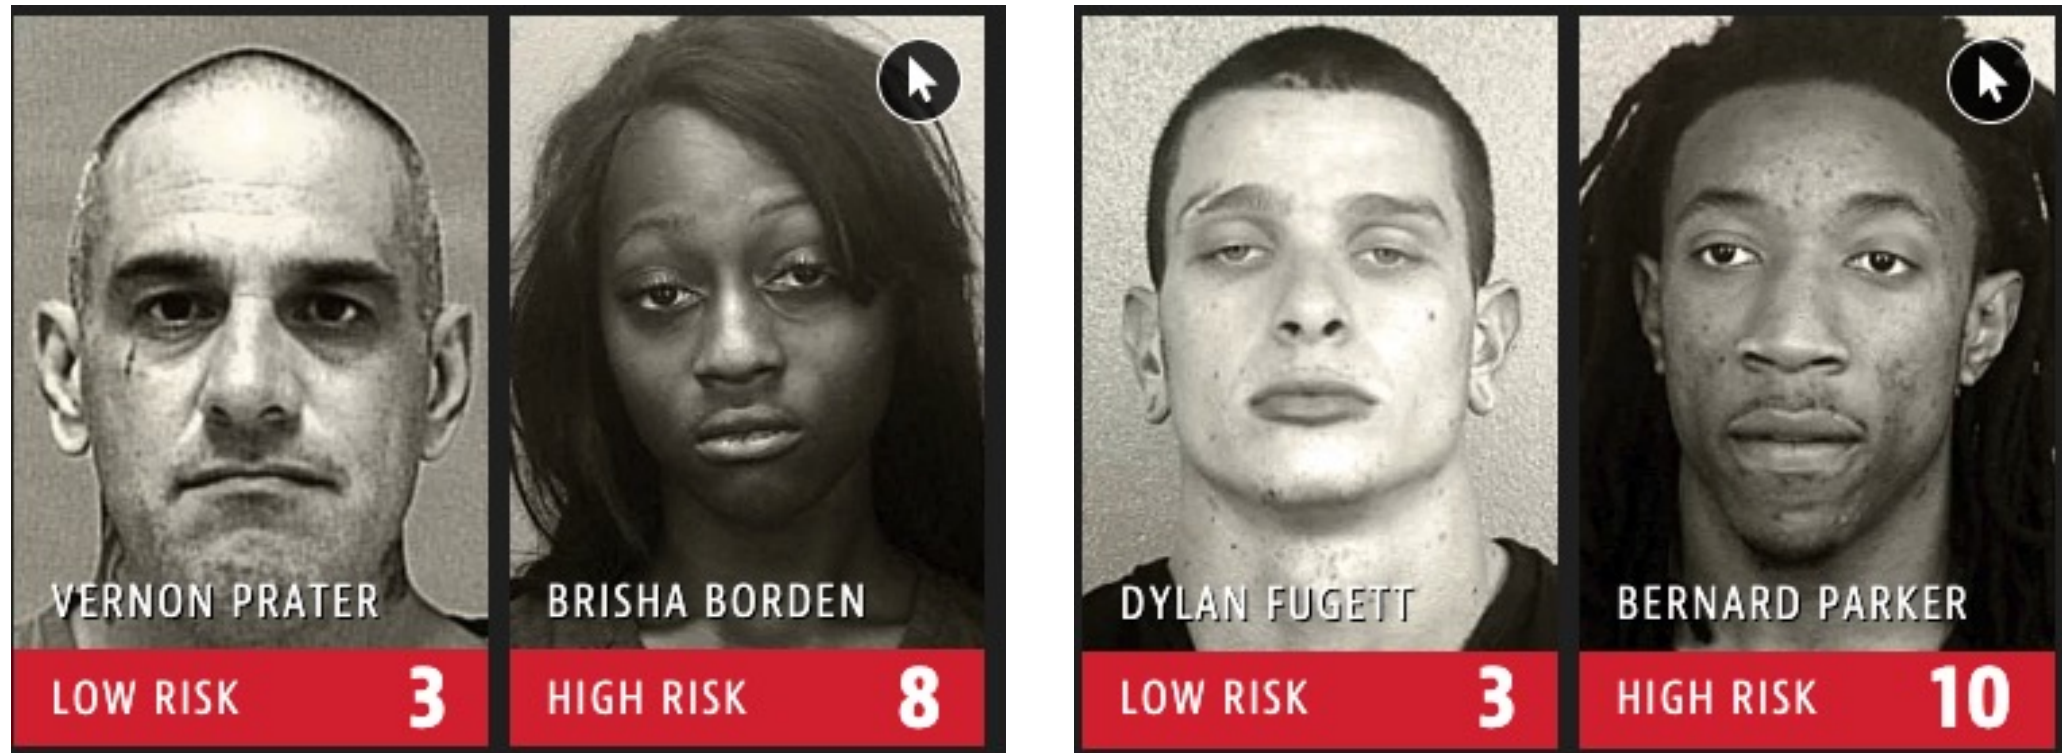 VERNON PRATER
LOW RISK 3
BRISHA BORDEN
HIGH RISK 8
DYLAN FUGETT
LOW RISK 3
BERNARD PARKER
HIGH RISK 10